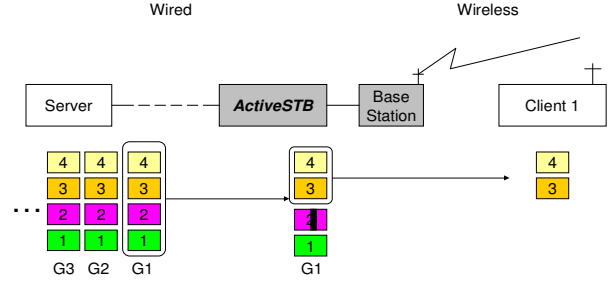 Wired Wireless
Server ActiveSTB Base Station Client 1
4 4 4 4 4
3 3 3 3 3
... 2 2 2
1 1 1 1
G3 G2 G1 G1